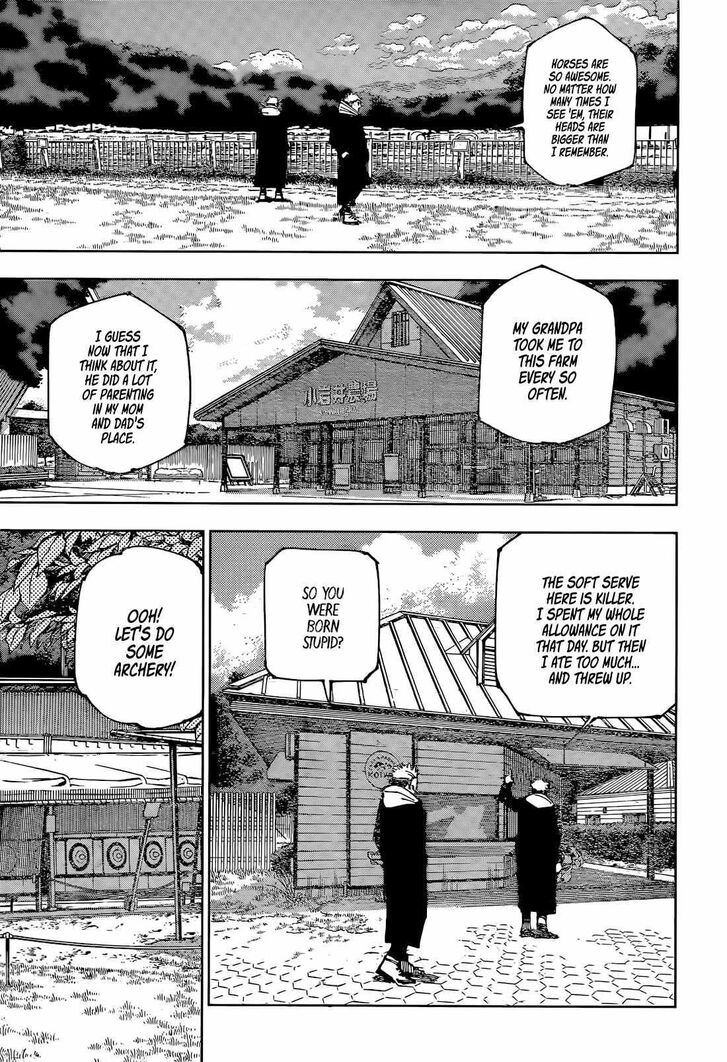 HORSES ARE
SO AWESOME.
NO MATTER HOW
MANY TIMES I
SEE 'EM, THEIR
HEADS ARE
BIGGER THAN
I REMEMBER.
MY GRANDPA
TOOK ME TO
THIS FARM
EVERY SO
OFTEN.
小岩井農場
I GUESS
NOW THAT I
THINK ABOUT IT,
HE DID A LOT
OF PARENTING
IN MY MOM
AND DAD'S
PLACE.
THE SOFT SERVE
HERE IS KILLER.
I SPENT MY WHOLE
ALLOWANCE ON IT
THAT DAY. BUT THEN
I ATE TOO MUCH...
...AND THREW UP.
SO YOU
WERE
BORN
STUPID?
OOH!
LET'S DO
SOME
ARCHERY!